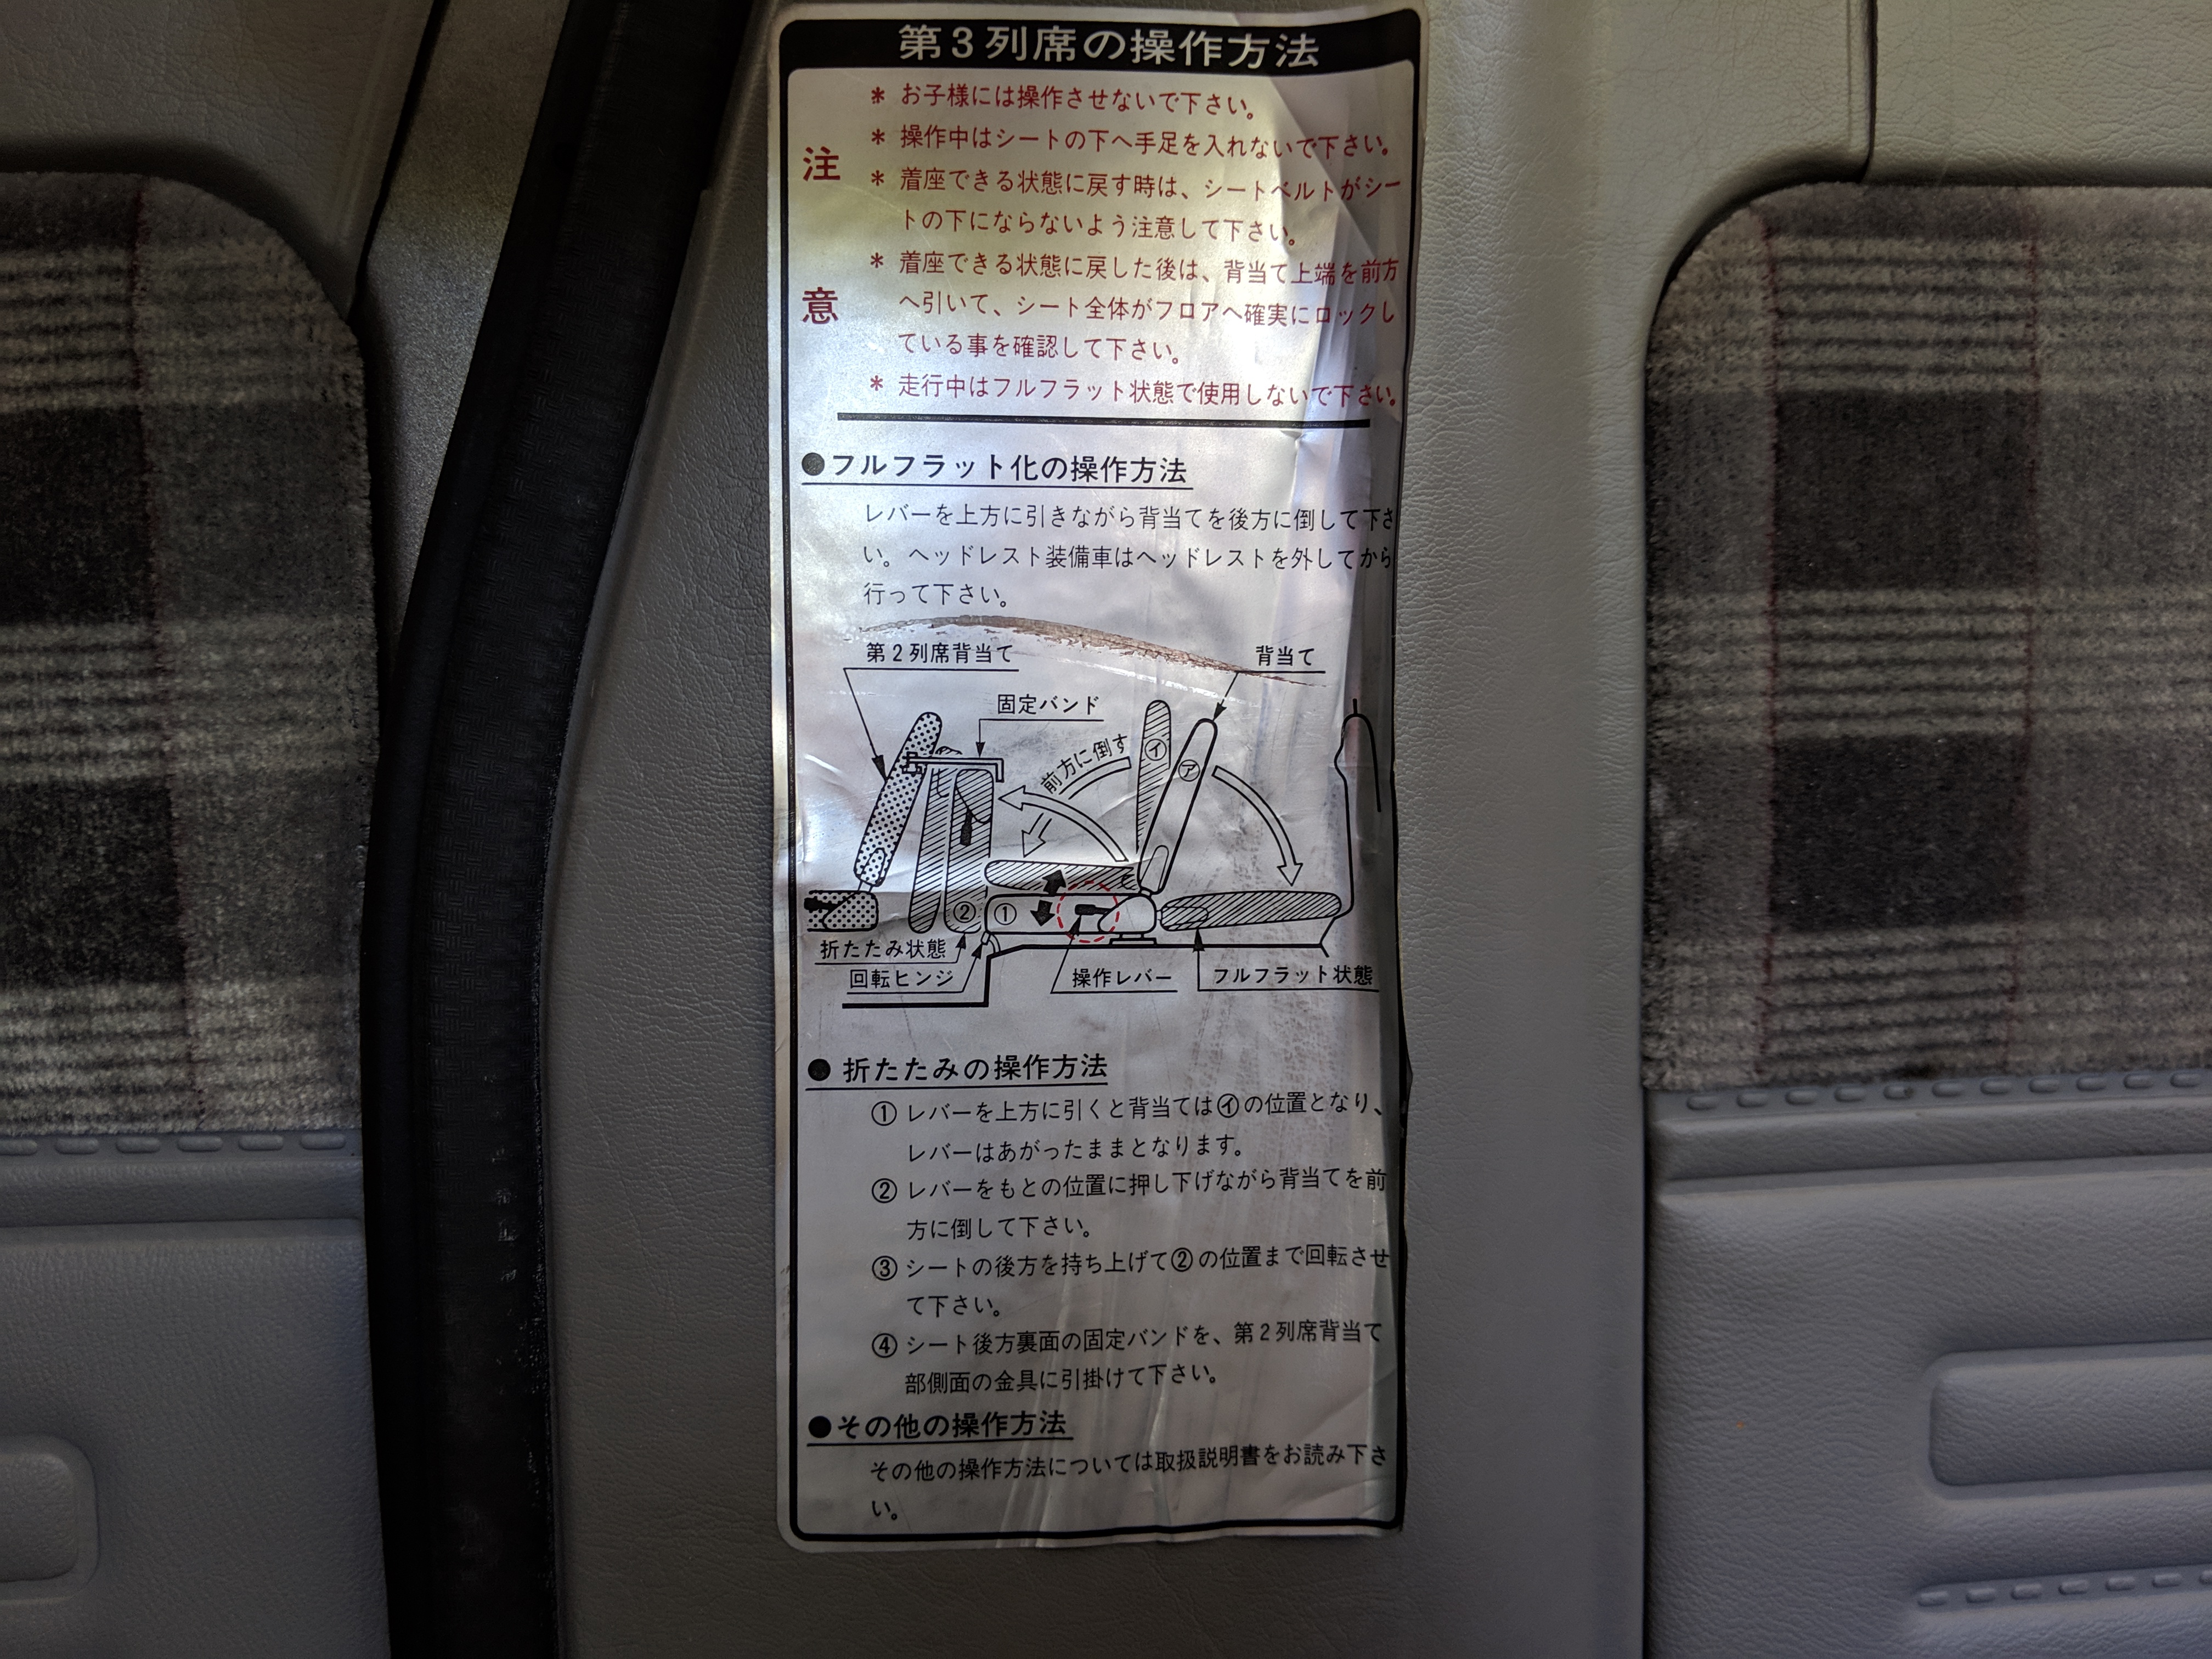 第3列席の操作方法
注意
* お子様には操作させないで下さい。
* 操作中はシートの下へ手足を入れないで下さい。
* 着座できる状態に戻す時は、シートベルトがシー
トの下にならないよう注意して下さい。
* 着座できる状態に戻した後は、背当て上端を前方
へ引いて、シート全体がフロアへ確実にロックし
ている事を確認して下さい。
* 走行中はフルフラット状態で使用しないで下さい。
●フルフラット化の操作方法
レバーを上方に引きながら背当てを後方に倒して下さ
い。ヘッドレスト装備車はヘッドレストを外してから
行って下さい。
第2列席背当て
背当て
固定バンド
前方に倒す
㋑
㋐
②
①
折たたみ状態
回転ヒンジ
操作レバー
フルフラット状態
● 折たたみの操作方法
① レバーを上方に引くと背当ては㋑の位置となり、
レバーはあがったままとなります。
② レバーをもとの位置に押し下げながら背当てを前
方に倒して下さい。
③ シートの後方を持ち上げて②の位置まで回転させ
て下さい。
④ シート後方裏面の固定バンドを、第2列席背当て
部側面の金具に引掛けて下さい。
●その他の操作方法
その他の操作方法については取扱説明書をお読み下さ
い。